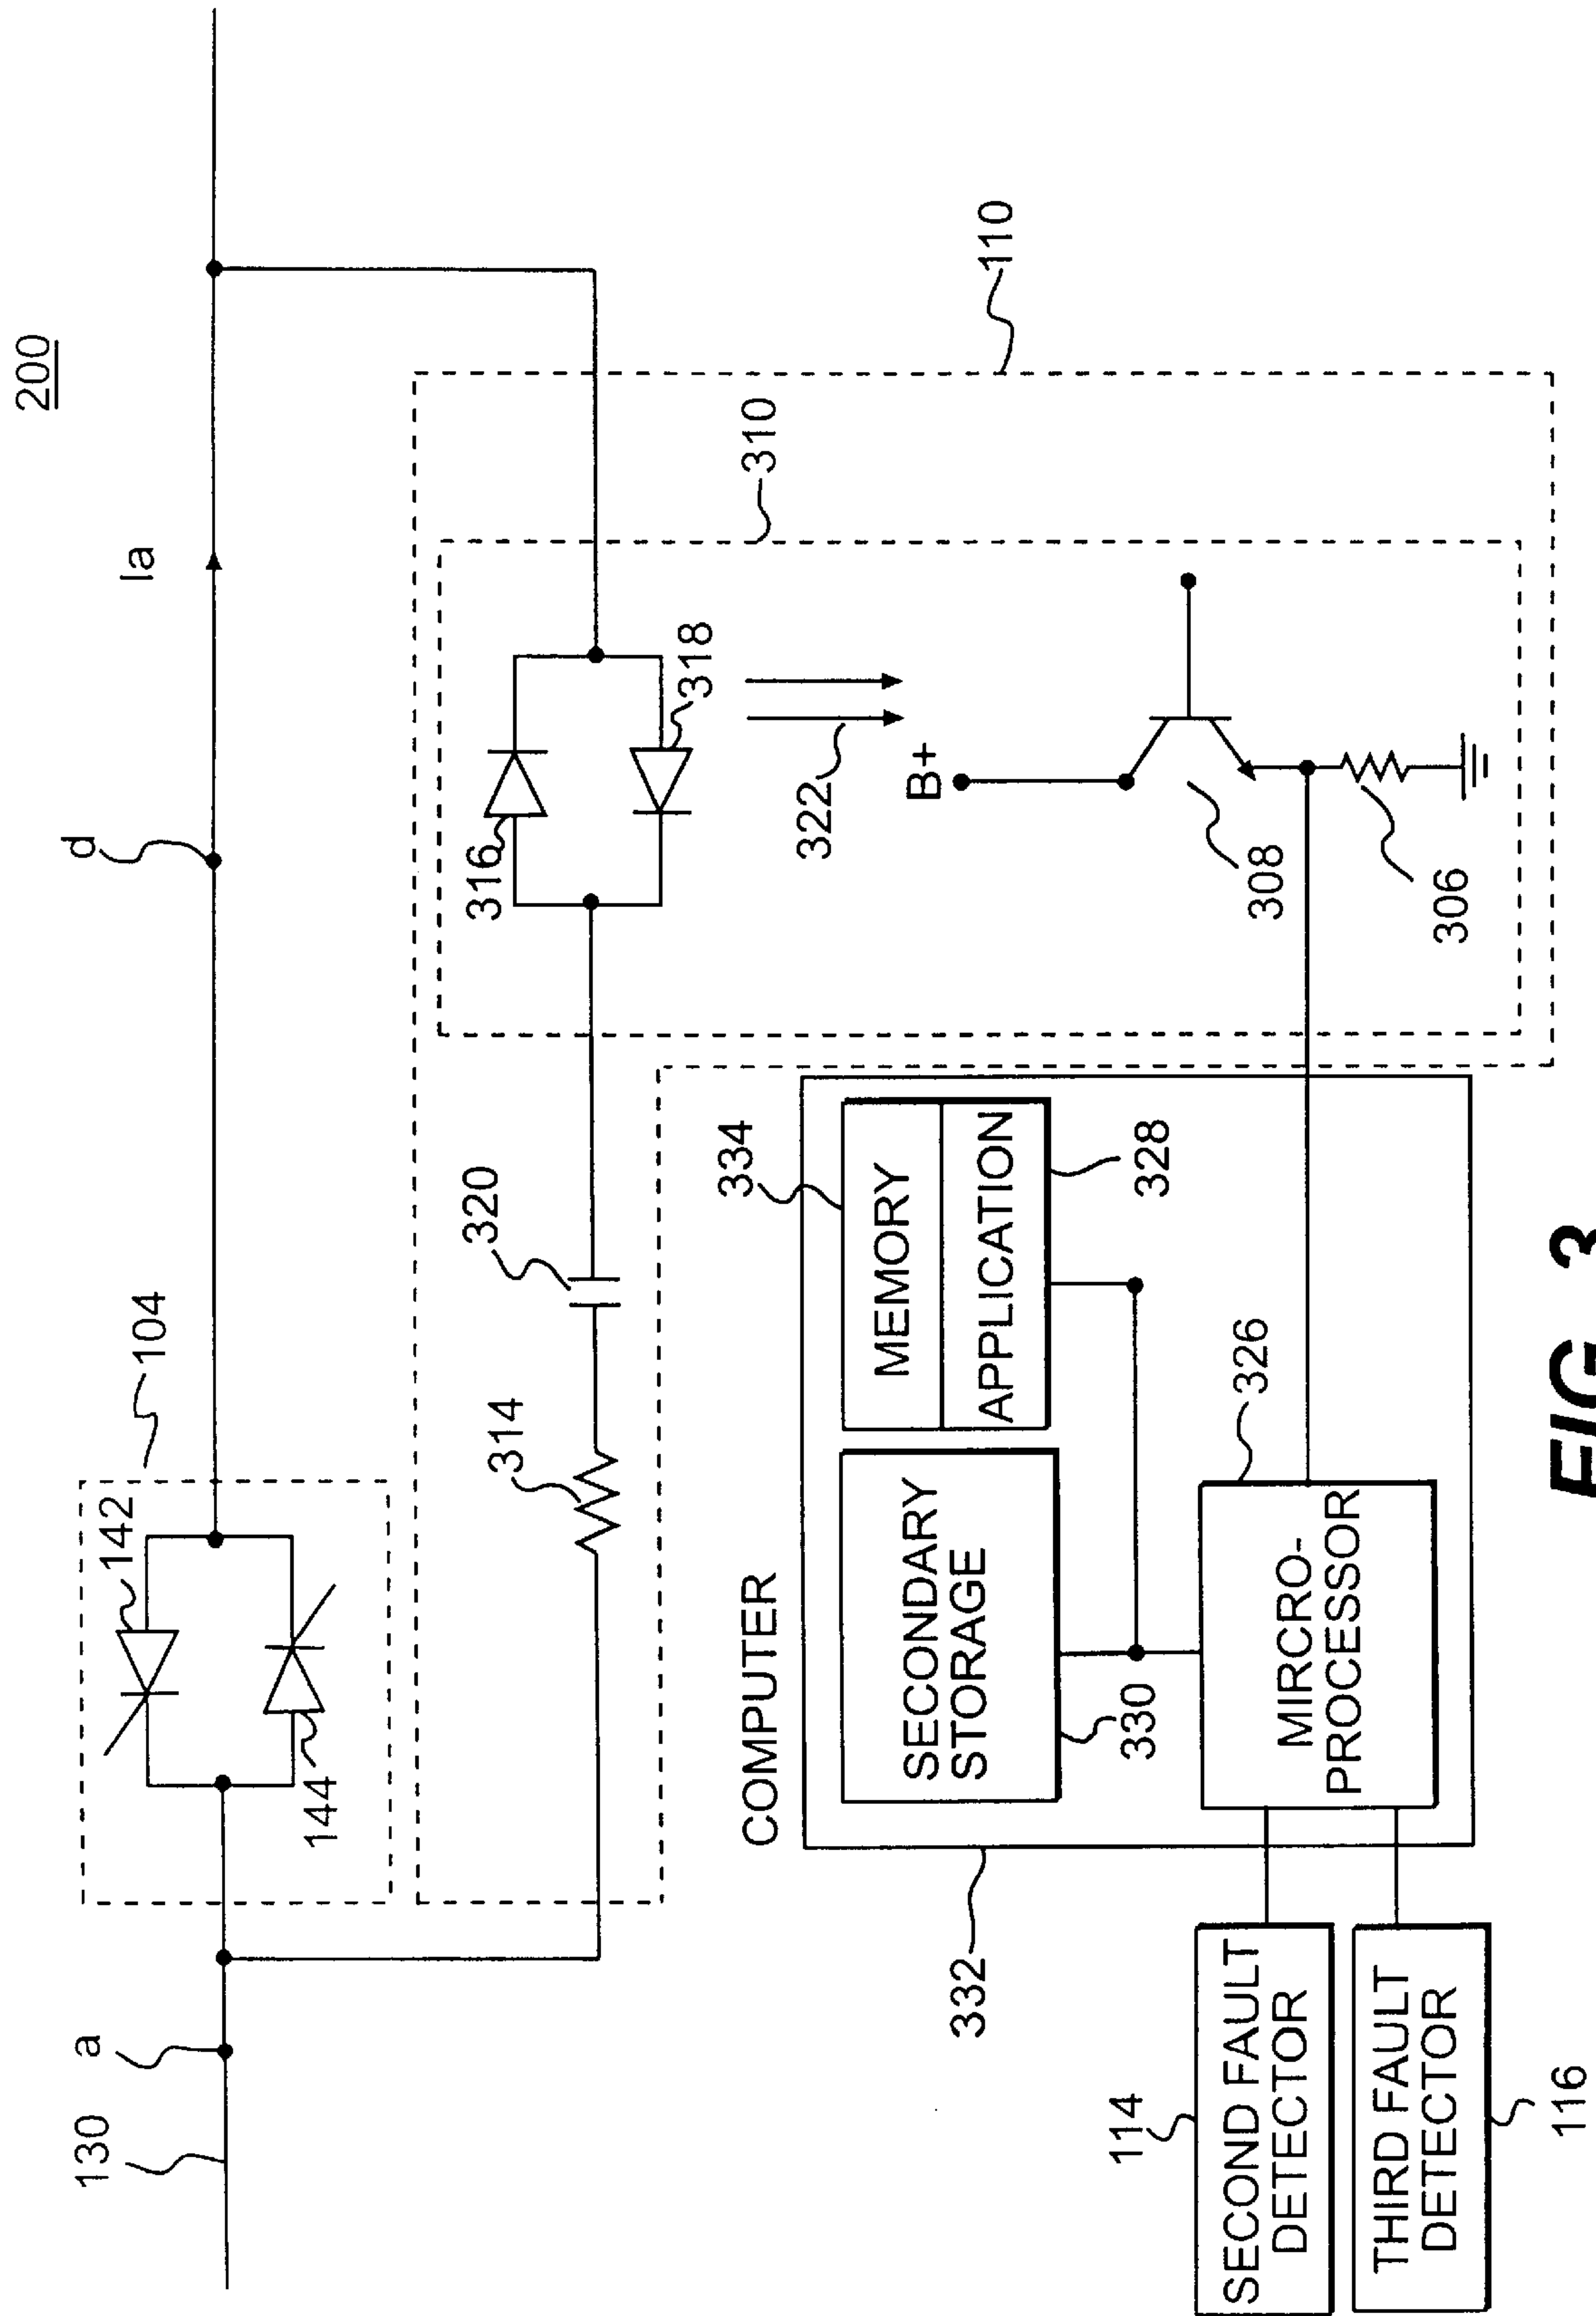 200
130
a
104
142
144
d
Ia
110
310
314
320
316
318
322
B+
308
306
COMPUTER
332
SECONDARY
STORAGE
330
334
MEMORY
APPLICATION
328
326
MIRCRO-
PROCESSOR
114
SECOND FAULT
DETECTOR
THIRD FAULT
DETECTOR
116
FIG 3